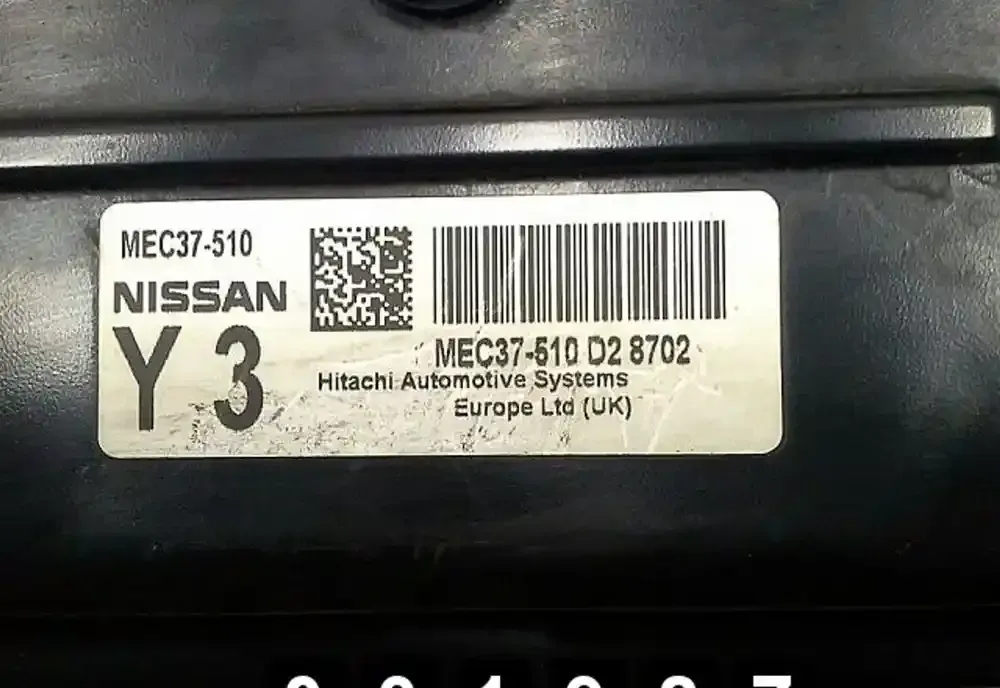 MEC37-510
NISSAN
Y 3
MEC37-510 D2 8702
Hitachi Automotive Systems
Europe Ltd (UK)